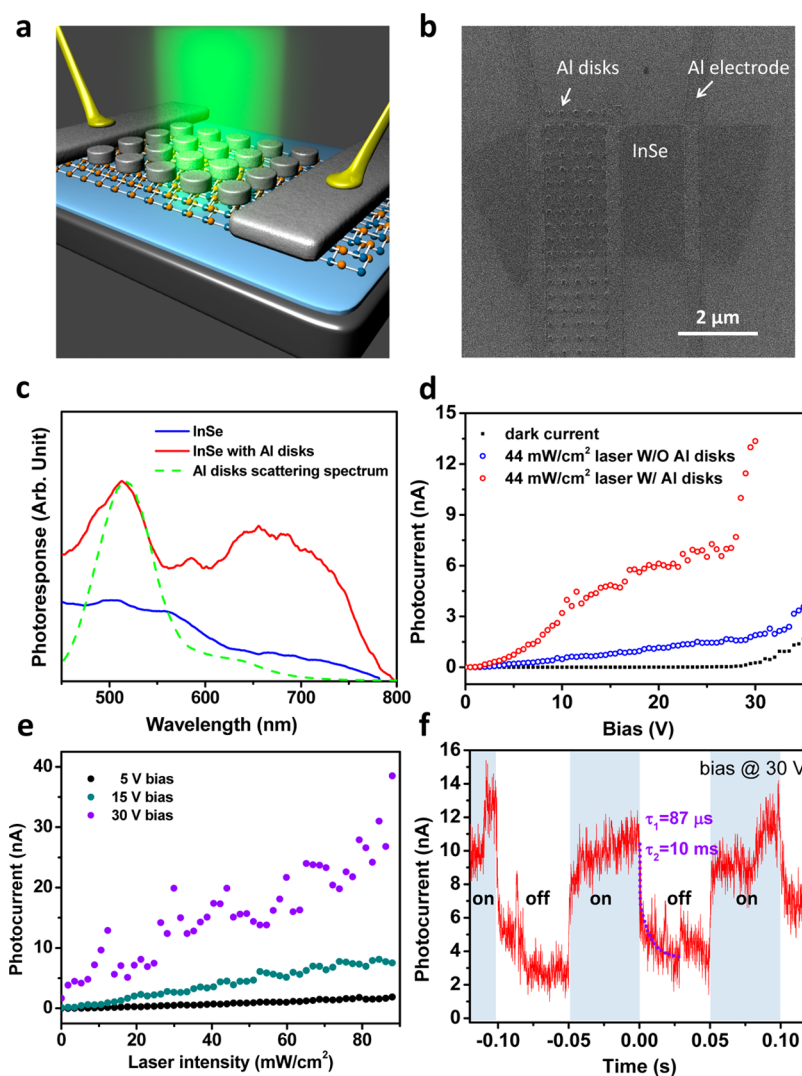 a
b
Al disks
Al electrode
InSe
2 μm
c
InSe
InSe with Al disks
Al disks scattering spectrum
Photoresponse (Arb. Unit)
500
600
700
800
Wavelength (nm)
d
dark current
44 mW/cm² laser W/O Al disks
44 mW/cm² laser W/ Al disks
Photocurrent (nA)
15
12
9
6
3
0
0
10
20
30
Bias (V)
e
5 V bias
15 V bias
30 V bias
Photocurrent (nA)
40
30
20
10
0
0
20
40
60
80
Laser intensity (mW/cm²)
f
bias @ 30 V
τ₁=87 μs
τ₂=10 ms
on
off
on
off
on
Photocurrent (nA)
16
14
12
10
8
6
4
2
0
-0.10
-0.05
0.00
0.05
0.10
Time (s)